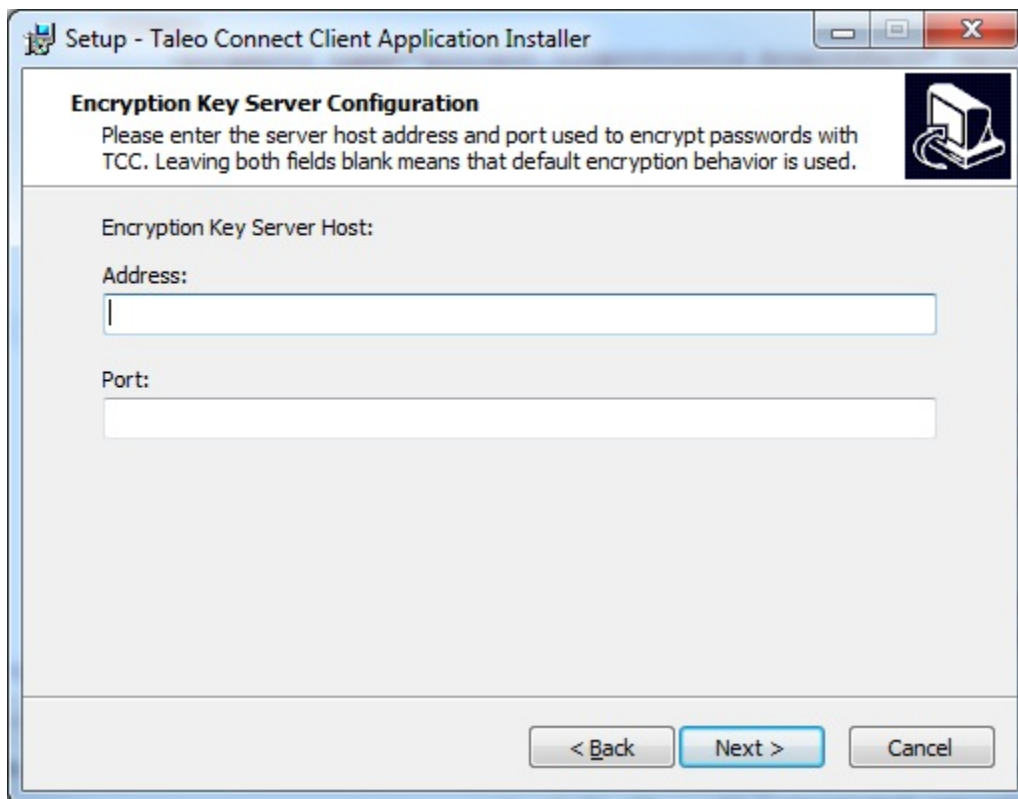 Setup - Taleo Connect Client Application Installer
Encryption Key Server Configuration
Please enter the server host address and port used to encrypt passwords with
TCC. Leaving both fields blank means that default encryption behavior is used.
Encryption Key Server Host:
Address:
Port:
< Back
Next >
Cancel